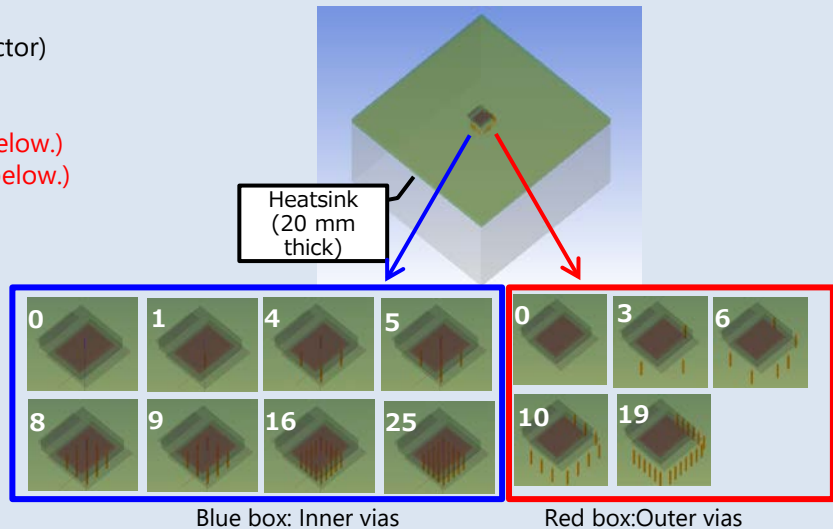 ctor)
elow.)
elow.)
Heatsink
(20 mm
thick)
0 1 4 5
8 9 16 25
0 3 6
10 19
Blue box: Inner vias
Red box:Outer vias